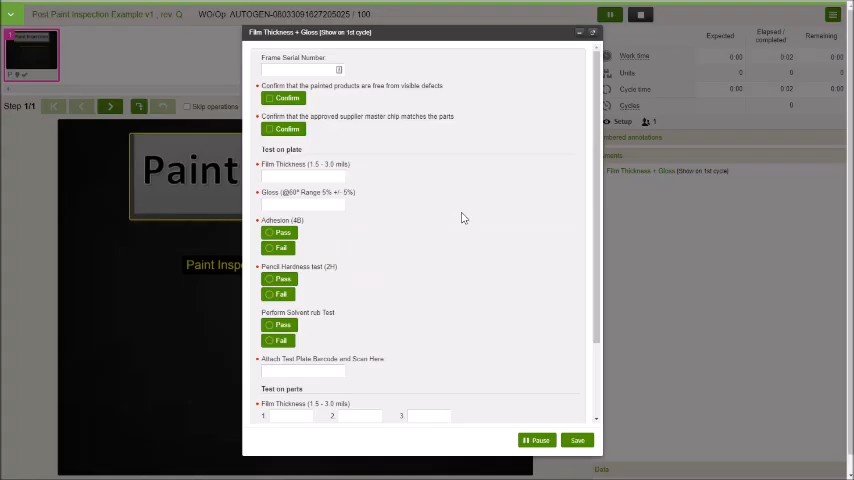 Post Paint Inspection Example v1 , rev.
WO/Op: AUTOGEN-0803309162720502​5 / 100
1
Step 1/1
Skip operations
Paint
Paint Inspe
Film Thickness + Gloss [Show on 1st cycle]
Frame Serial Number:
Confirm that the painted products are free from visible defects
Confirm
Confirm that the approved supplier master chip matches the parts
Confirm
Test on plate
Film Thickness (1.5 - 3.0 mils)
Gloss (@60° Range 5% +/- 5%)
Adhesion (4B)
Pass
Fail
Pencil Hardness test (2H)
Pass
Fail
Perform Solvent rub Test
Pass
Fail
Attach Test Plate Barcode and Scan Here:
Test on parts
Film Thickness (1.5 - 3.0 mils)
1. 2. 3.
Pause
Save
Expected Elapsed / completed Remaining
Work time 0:00 0:02 0:00
Units 0 0 0
Cycle time 0:00 0:02 0:00
Cycles 0
Setup 1
mbered annotations
uments
Film Thickness + Gloss [Show on 1st cycle]
Data